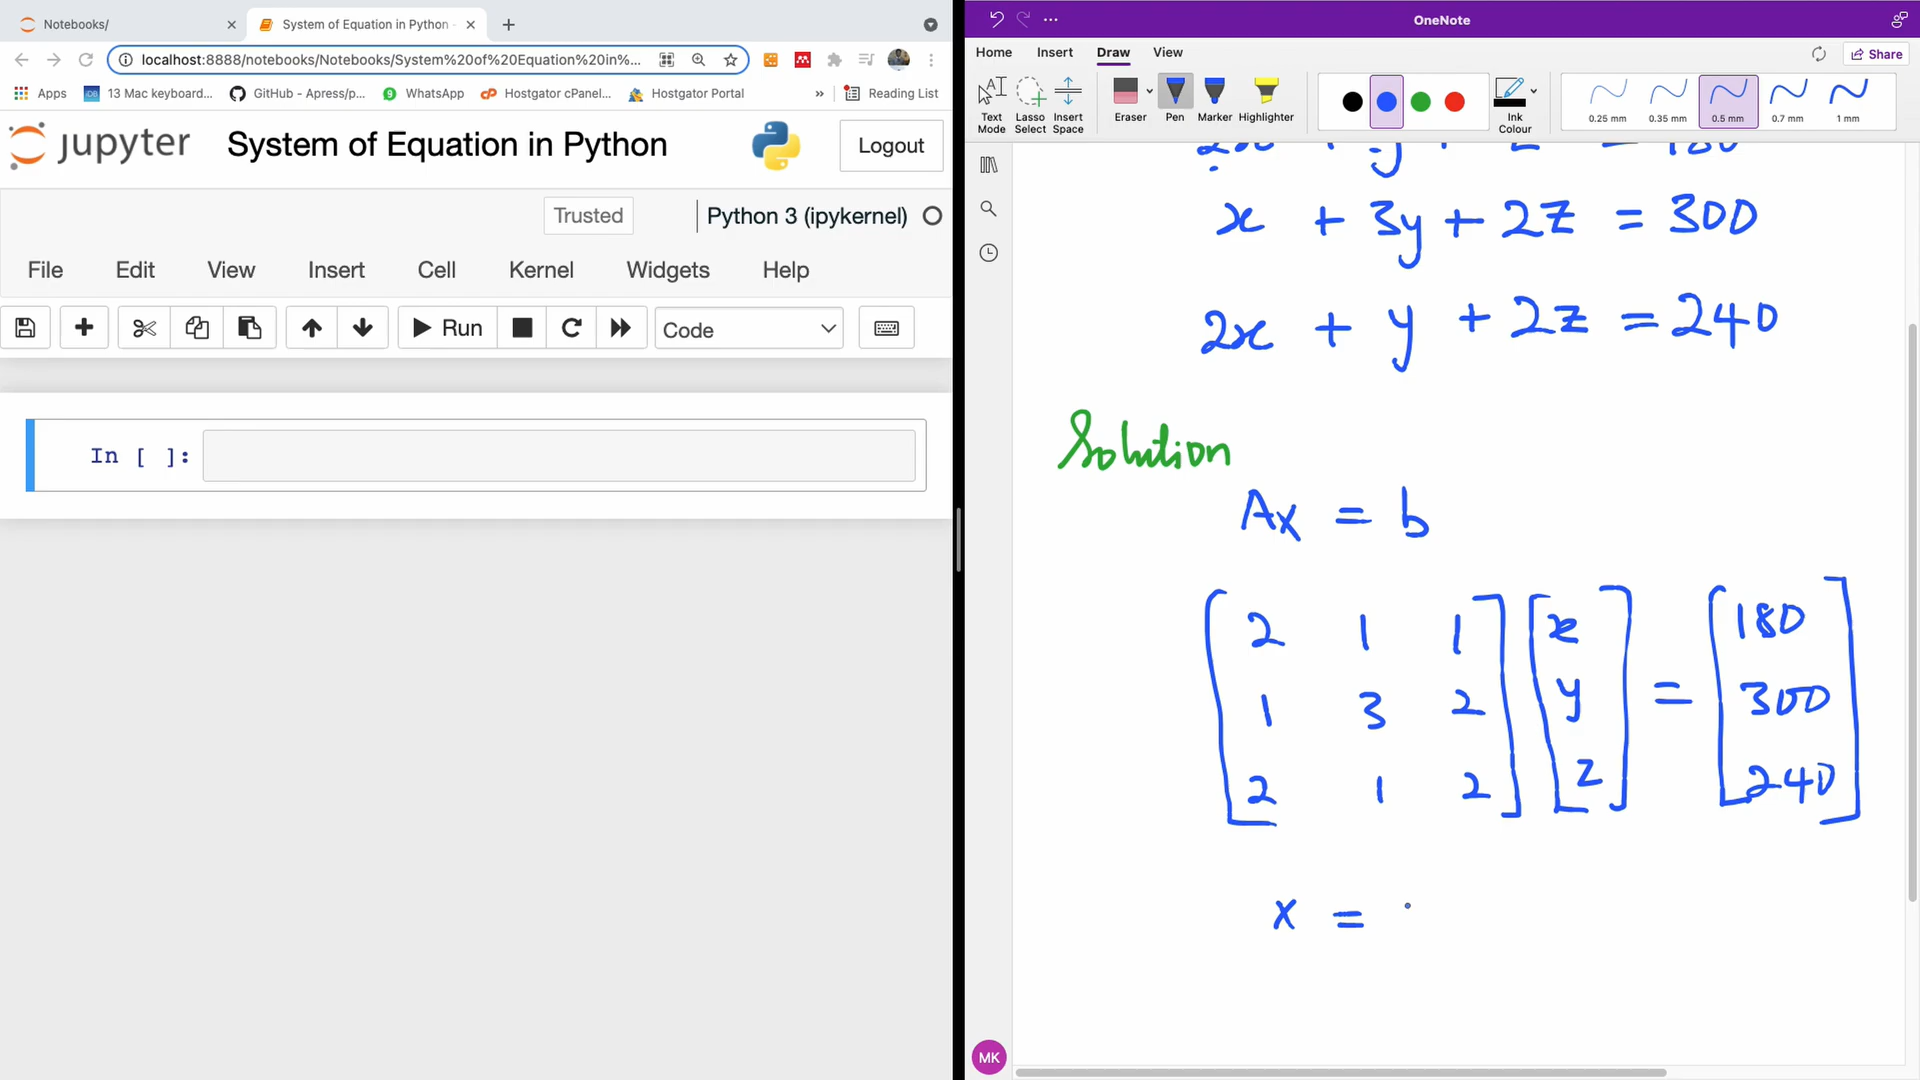 Notebooks/
System of Equation in Python -
localhost:8888/notebooks/Notebooks/System%20of%20Equation%20in%...
Apps
13 Mac keyboard...
GitHub - Apress/p...
WhatsApp
Hostgator cPanel...
Hostgator Portal
»
Reading List
jupyter
System of Equation in Python
Logout
Trusted
Python 3 (ipykernel)
File Edit View Insert Cell Kernel Widgets Help
Run
Code
In [ ]:
OneNote
Home Insert Draw View
Share
Text Mode
Lasso Select
Insert Space
Eraser
Pen
Marker
Highlighter
Ink Colour
0.25 mm
0.35 mm
0.5 mm
0.7 mm
1 mm
x + 3y + 2z = 300
2x + y + 2z = 240
Solution
Ax = b
2 1 1 x 180
1 3 2 y = 300
2 1 2 z 240
x =
MK